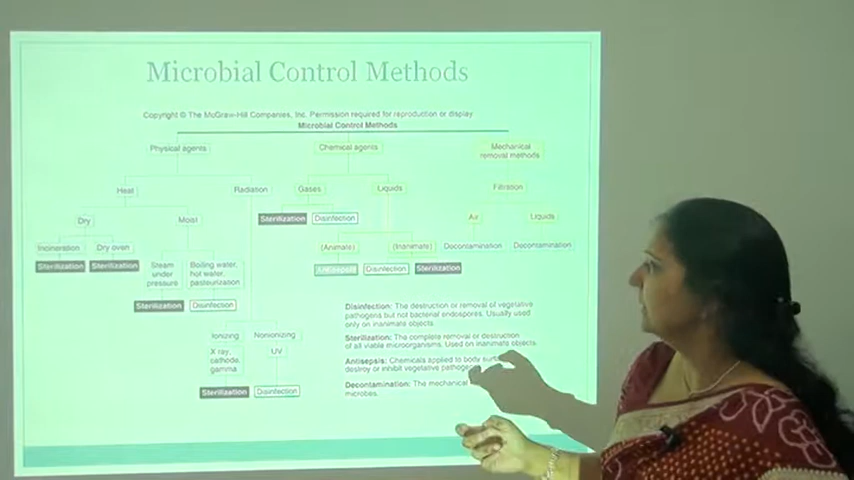 Microbial Control Methods
Copyright © The McGraw-Hill Companies, Inc. Permission required for reproduction or display
Microbial Control Methods
Physical agents
Chemical agents
Mechanical
removal methods
Heat
Radiation
Gases
Liquids
Filtration
Dry
Moist
Sterilization
Disinfection
Air
Liquids
Incineration
Dry oven
(Animate)
(Inanimate)
Decontamination
Decontamination
Sterilization
Sterilization
Steam
under
pressure
Boiling water,
hot water,
pasteurization
Antisepsis
Disinfection
Sterilization
Sterilization
Disinfection
Ionizing
Nonionizing
X ray,
cathode,
gamma
UV
Sterilization
Disinfection
Disinfection: The destruction or removal of vegetative
pathogens but not bacterial endospores. Usually used
only on inanimate objects.
Sterilization: The complete removal or destruction
of all viable microorganisms. Used on inanimate objects.
Antisepsis: Chemicals applied to body
destroy or inhibit vegetative
Decontamination: The mechanical
microbes.